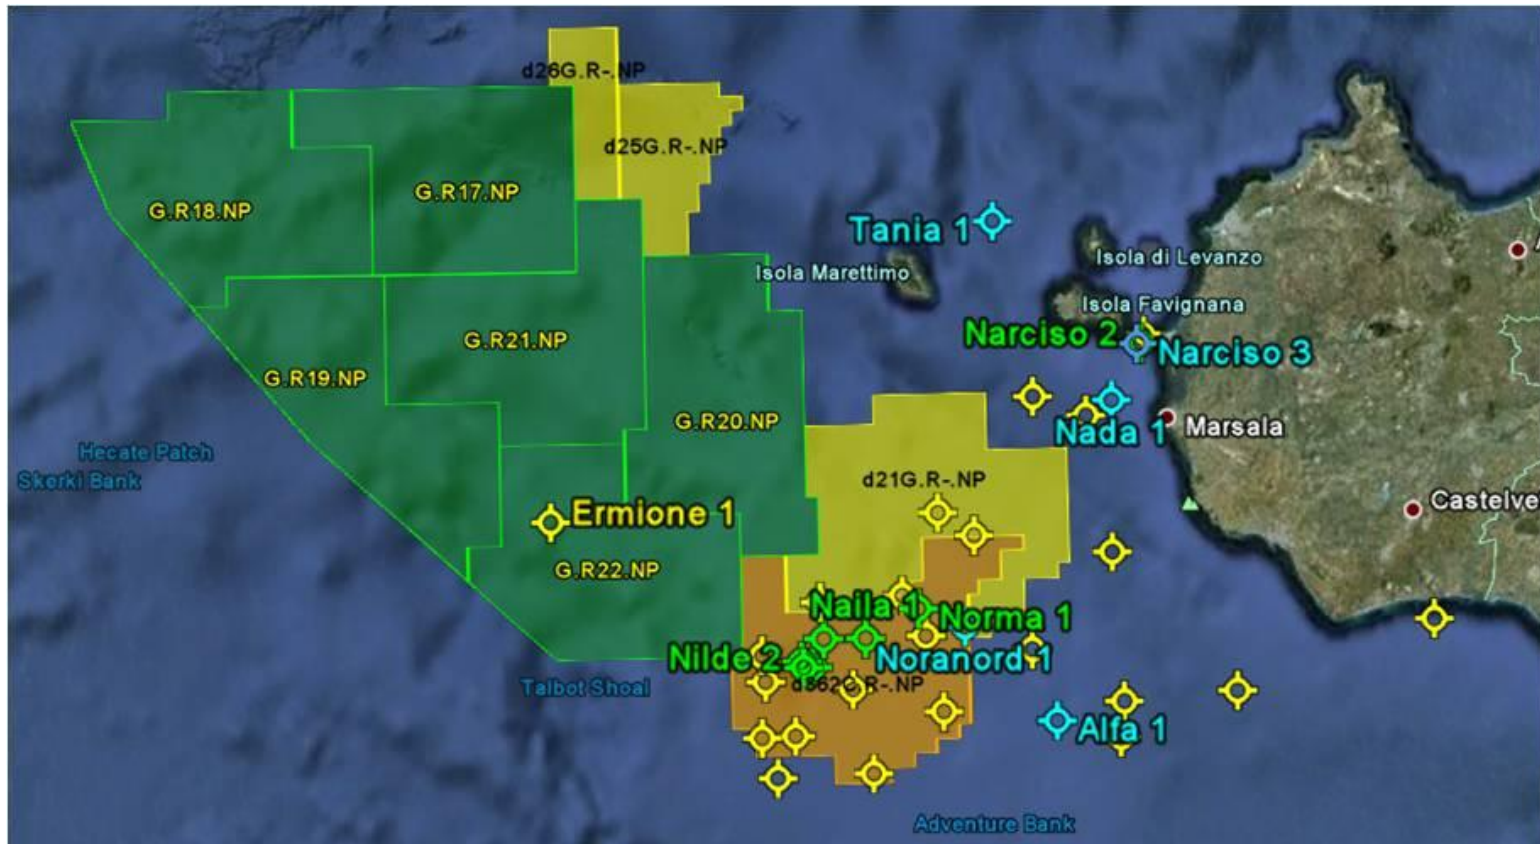 d26G.R-.NP
d25G.R-.NP
G.R17.NP
G.R18.NP
Tania 1
Isola di Levanzo
Isola Marettimo
Isola Favignana
Narciso 2
G.R21.NP
Narciso 3
G.R19.NP
G.R20.NP
Nada 1
Marsala
Hecate Patch
Skerki Bank
d21G.R-.NP
Castelve
Ermione 1
G.R22.NP
Naila 1
Norma 1
Nilde 2
Noranord 1
Talbot Shoal
Alfa 1
Adventure Bank